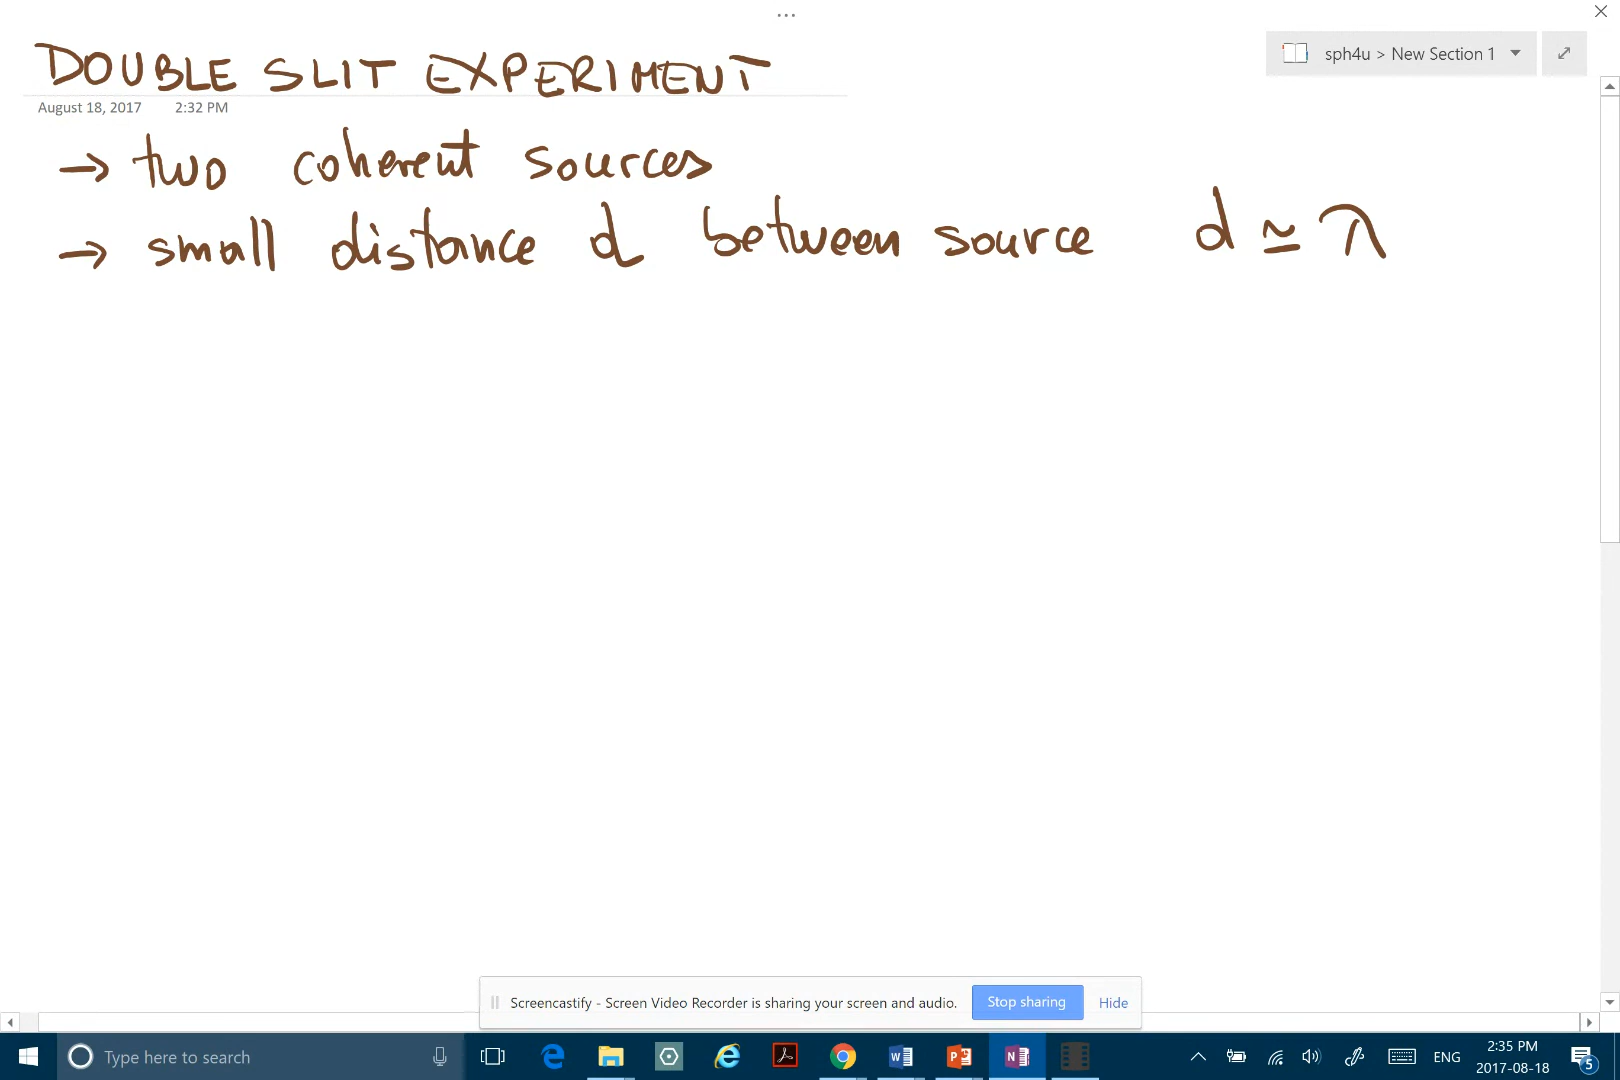 ...
sph4u > New Section 1
DOUBLE SLIT EXPERIMENT
August 18, 2017 2:32 PM
→ two coherent sources
→ small distance d between source d ≃ λ
Screencastify - Screen Video Recorder is sharing your screen and audio. Stop sharing Hide
Type here to search
ENG
2:35 PM
2017-08-18
5